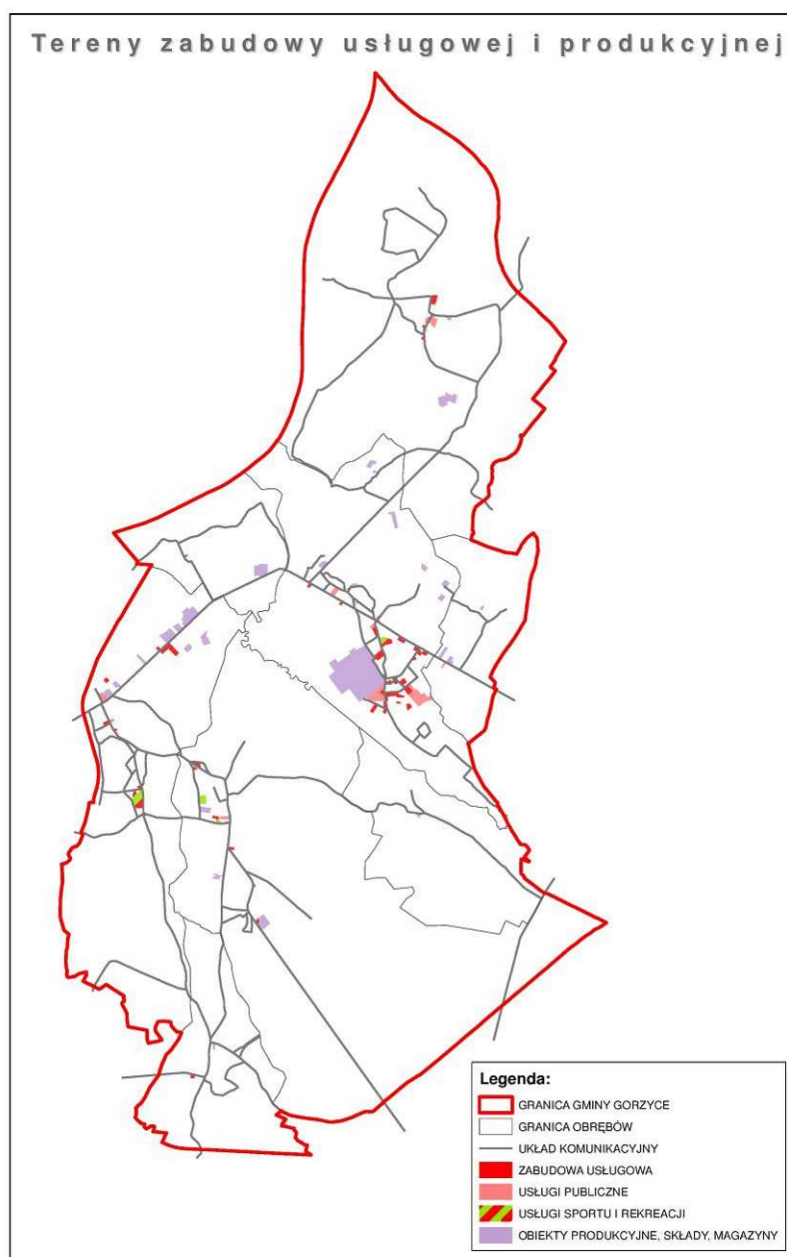 Tereny zabudowy usługowej i produkcyjnej
Legenda:
GRANICA GMINY GORZYCE
GRANICA OBRĘBÓW
UKŁAD KOMUNIKACYJNY
ZABUDOWA USŁUGOWA
USŁUGI PUBLICZNE
USŁUGI SPORTU I REKREACJI
OBIEKTY PRODUKCYJNE, SKŁADY, MAGAZYNY